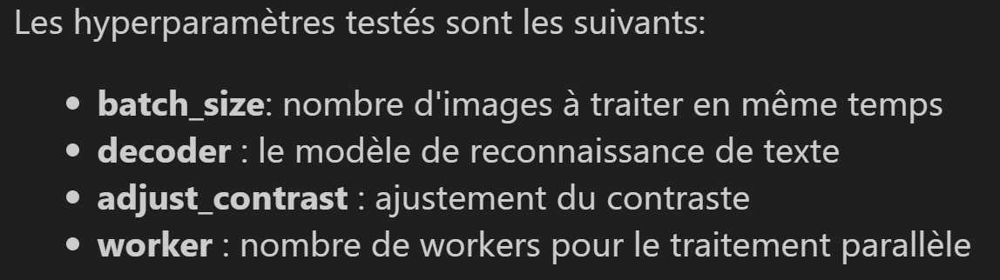 Les hyperparamètres testés sont les suivants:
• batch_size: nombre d'images à traiter en même temps
• decoder : le modèle de reconnaissance de texte
• adjust_contrast : ajustement du contraste
• worker : nombre de workers pour le traitement parallèle